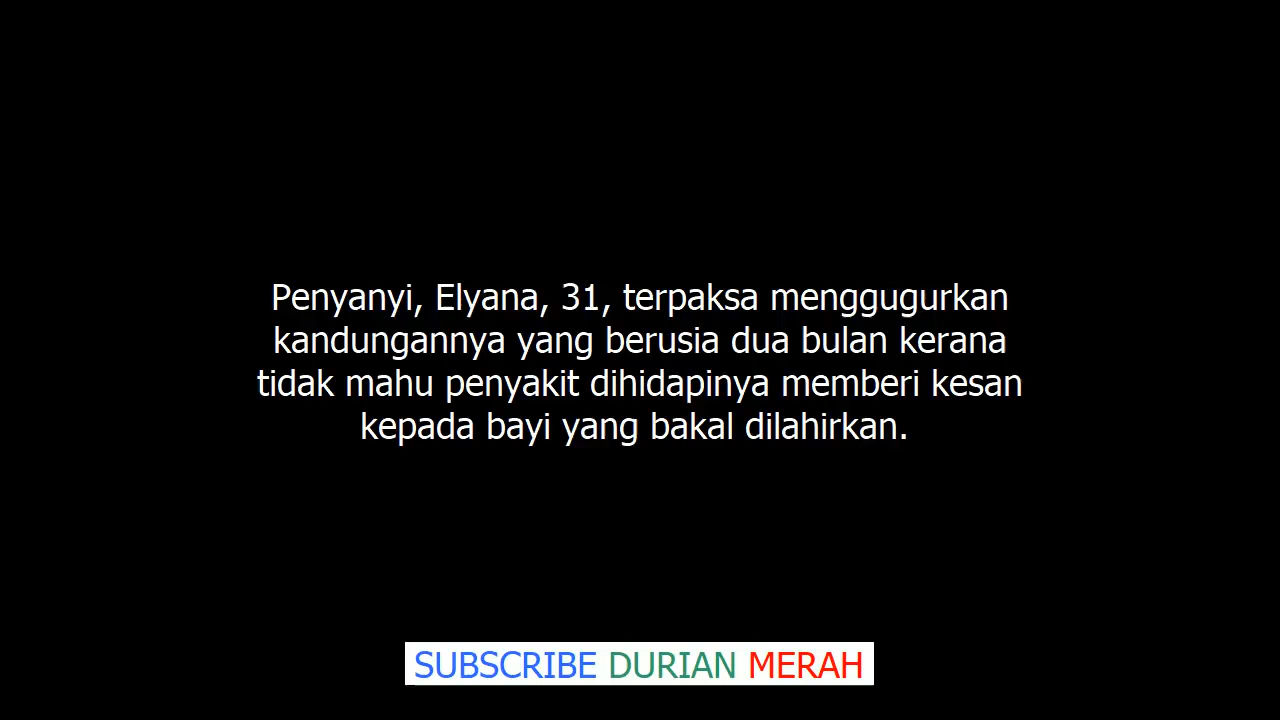 Penyanyi, Elyana, 31, terpaksa menggugurkan
kandungannya yang berusia dua bulan kerana
tidak mahu penyakit dihidapinya memberi kesan
kepada bayi yang bakal dilahirkan.
SUBSCRIBE DURIAN MERAH